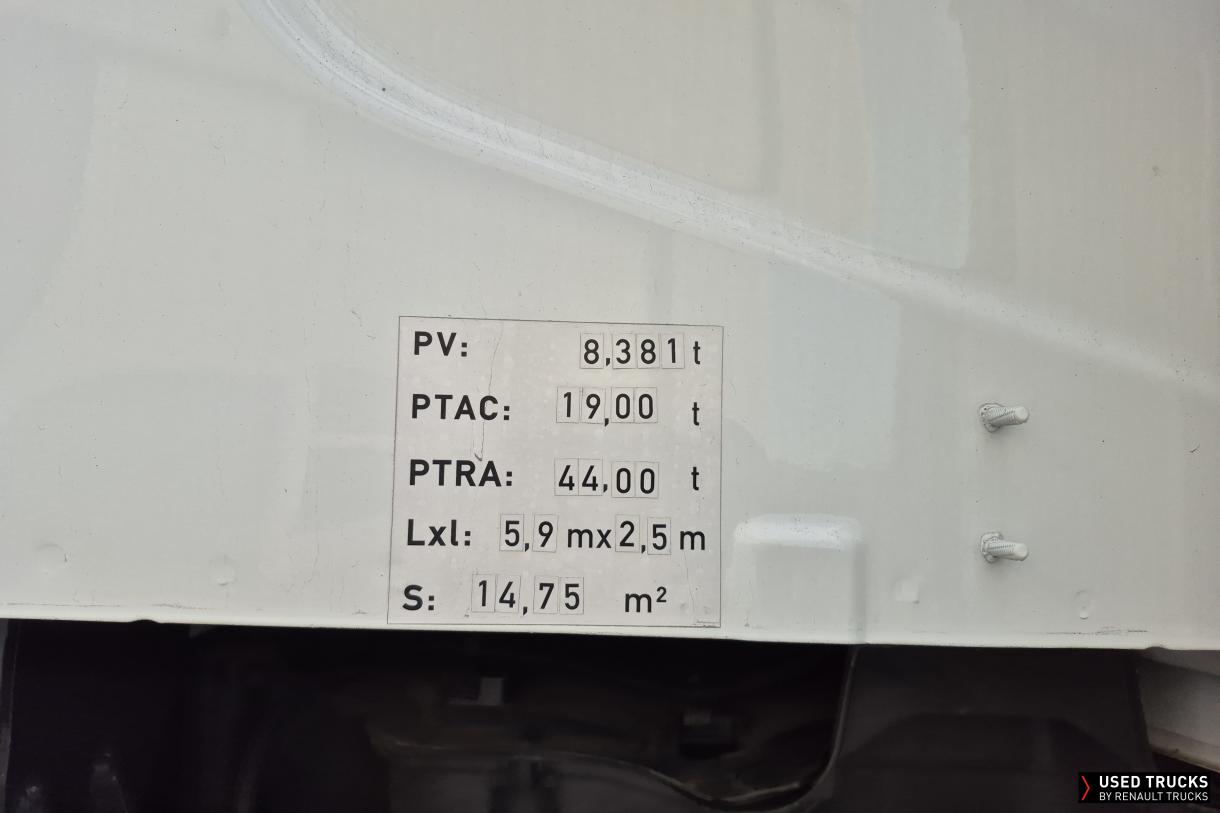 PV: 8,381 t
PTAC: 19,00 t
PTRA: 44,00 t
Lxl: 5,9 mx2,5 m
S: 14,75 m²
USED TRUCKS
BY RENAULT TRUCKS